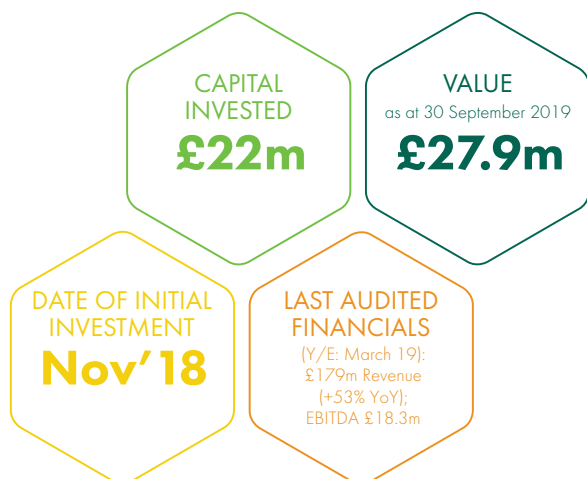 CAPITAL
INVESTED
£22m
VALUE
as at 30 September 2019
£27.9m
DATE OF INITIAL
INVESTMENT
Nov’18
LAST AUDITED
FINANCIALS
(Y/E: March 19):
£179m Revenue
(+53% YoY);
EBITDA £18.3m